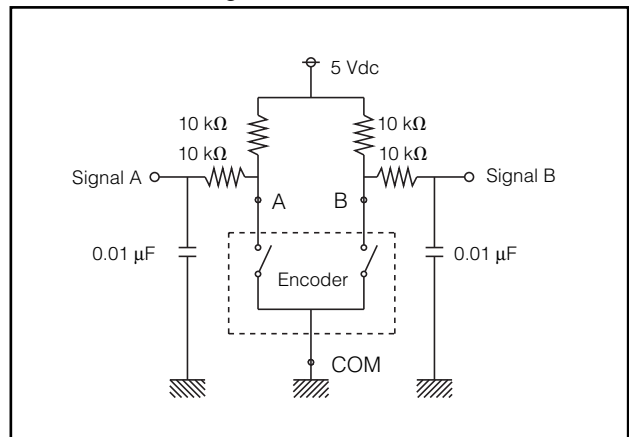 5 Vdc
10 kΩ 10 kΩ
10 kΩ 10 kΩ
Signal A Signal B
A B
0.01 µF Encoder 0.01 µF
COM